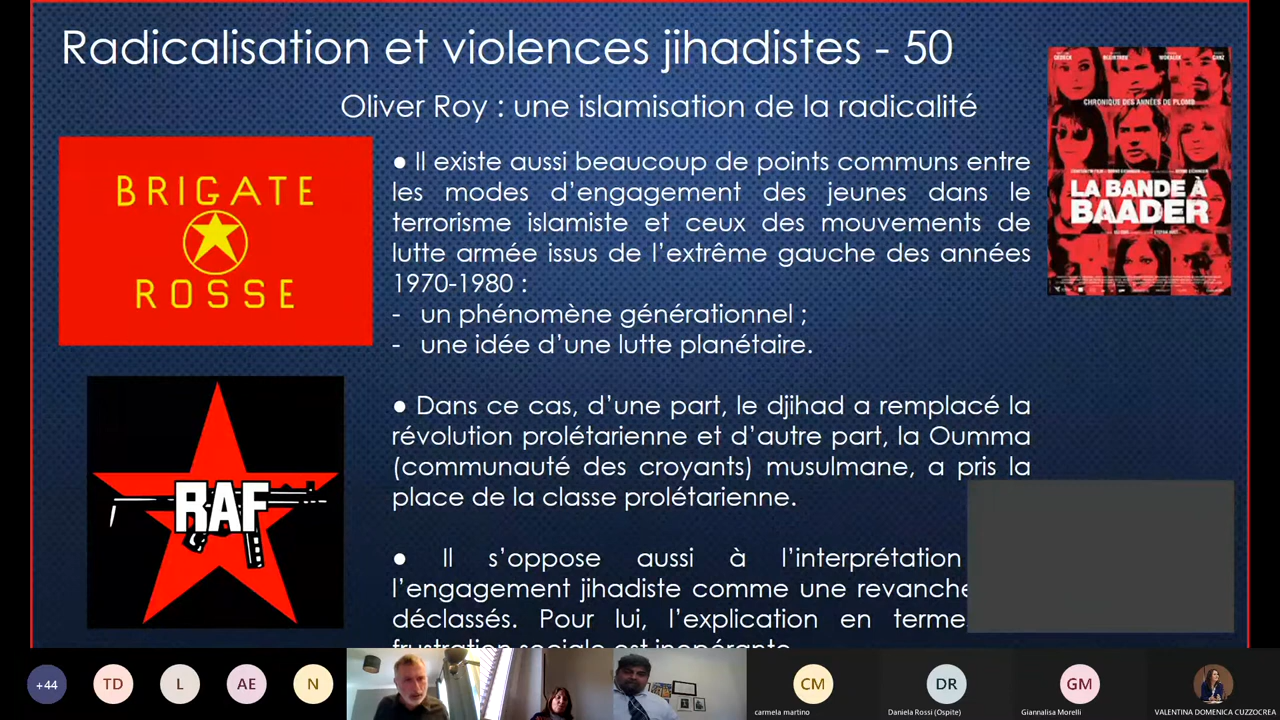 Radicalisation et violences jihadistes - 50
Oliver Roy : une islamisation de la radicalité
BRIGATE
ROSSE
RAF
● Il existe aussi beaucoup de points communs entre
les modes d'engagement des jeunes dans le
terrorisme islamiste et ceux des mouvements de
lutte armée issus de l'extrême gauche des années
1970-1980 :
- un phénomène générationnel ;
- une idée d'une lutte planétaire.
● Dans ce cas, d'une part, le djihad a remplacé la
révolution prolétarienne et d'autre part, la Oumma
(communauté des croyants) musulmane, a pris la
place de la classe prolétarienne.
● Il s'oppose aussi à l'interprétation
l'engagement jihadiste comme une revanche
déclassés. Pour lui, l'explication en terme
frustration sociale est inopérante
CHRONIQUE DES ANNÉES DE PLOMB
LA BANDE À
BAADER
+44
TD
L
AE
N
CM
carmela martino
DR
Daniela Rossi (Ospite)
GM
Giannalisa Morelli
VALENTINA DOMENICA CUZZOCREA